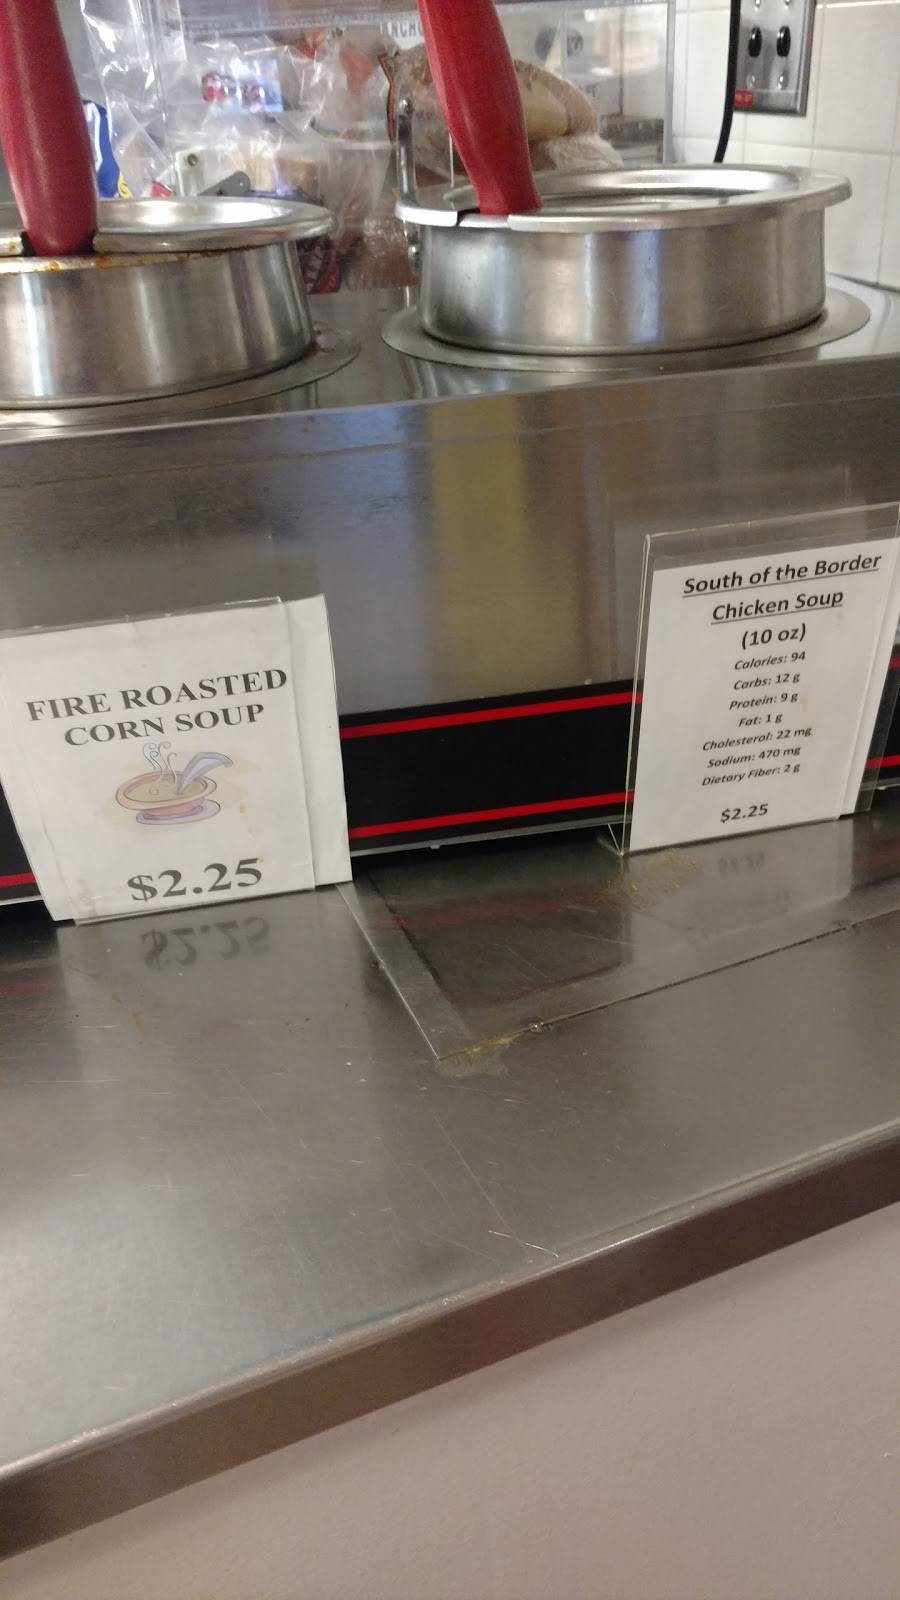 FIRE ROASTED
CORN SOUP
$2.25
South of the Border
Chicken Soup
(10 oz)
Calories: 94
Carbs: 12 g
Protein: 9 g
Fat: 1 g
Cholesterol: 22 mg
Sodium: 470 mg
Dietary Fiber: 2 g
$2.25